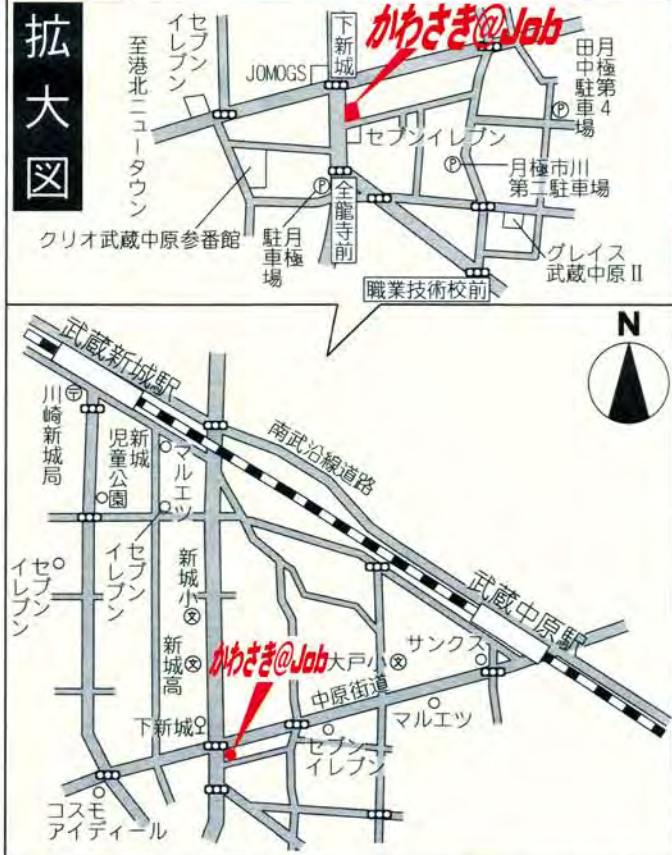 拡大図
セブン
イレブン
至港北ニュータウン
JOMOGS
下新城
かわさき@Job
月極第4
田中駐車場
Ⓟ
セブンイレブン
Ⓟ
月極市川
第二駐車場
Ⓟ
全龍寺前
月極
駐車場
クリオ武蔵中原参番館
グレイス
武蔵中原Ⅱ
職業技術校前
N
武蔵新城駅
川崎新城局
新城
児童公園
マルエツ
南武沿線道路
セブン
イレブン
セブン
イレブン
新城小
文
武蔵中原駅
新城高
文
かわさき@Job
大戸小
文
サンクス
中原街道
マルエツ
下新城
セブン
イレブン
コスモ
アイディール